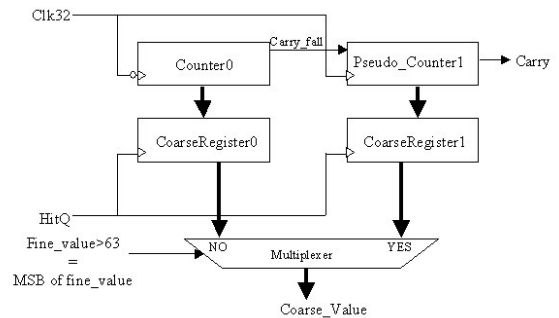 Clk32
Carry_fall
Counter0
Pseudo_Counter1
Carry
CoarseRegister0
CoarseRegister1
HitQ
Fine_value>63
=
MSB of fine_value
NO
YES
Multiplexer
Coarse_Value